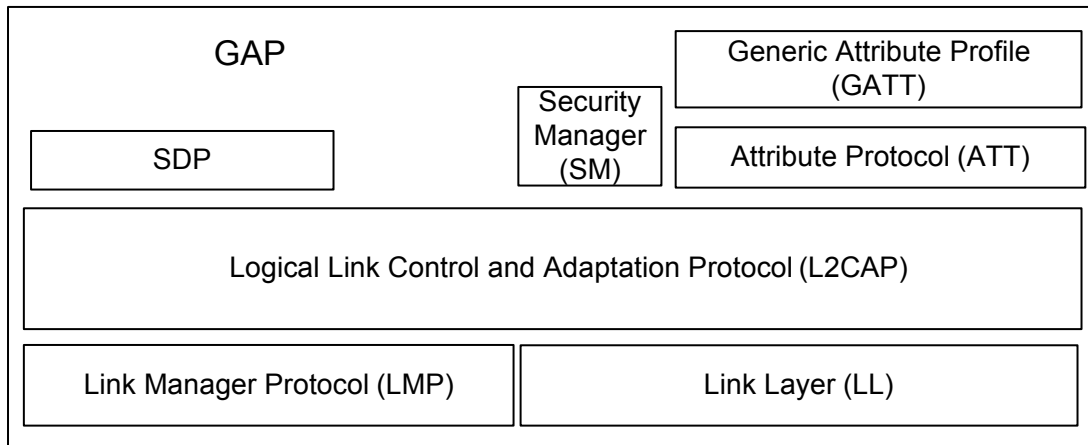 GAP
Generic Attribute Profile
(GATT)
Security
Manager
(SM)
SDP
Attribute Protocol (ATT)
Logical Link Control and Adaptation Protocol (L2CAP)
Link Manager Protocol (LMP)
Link Layer (LL)